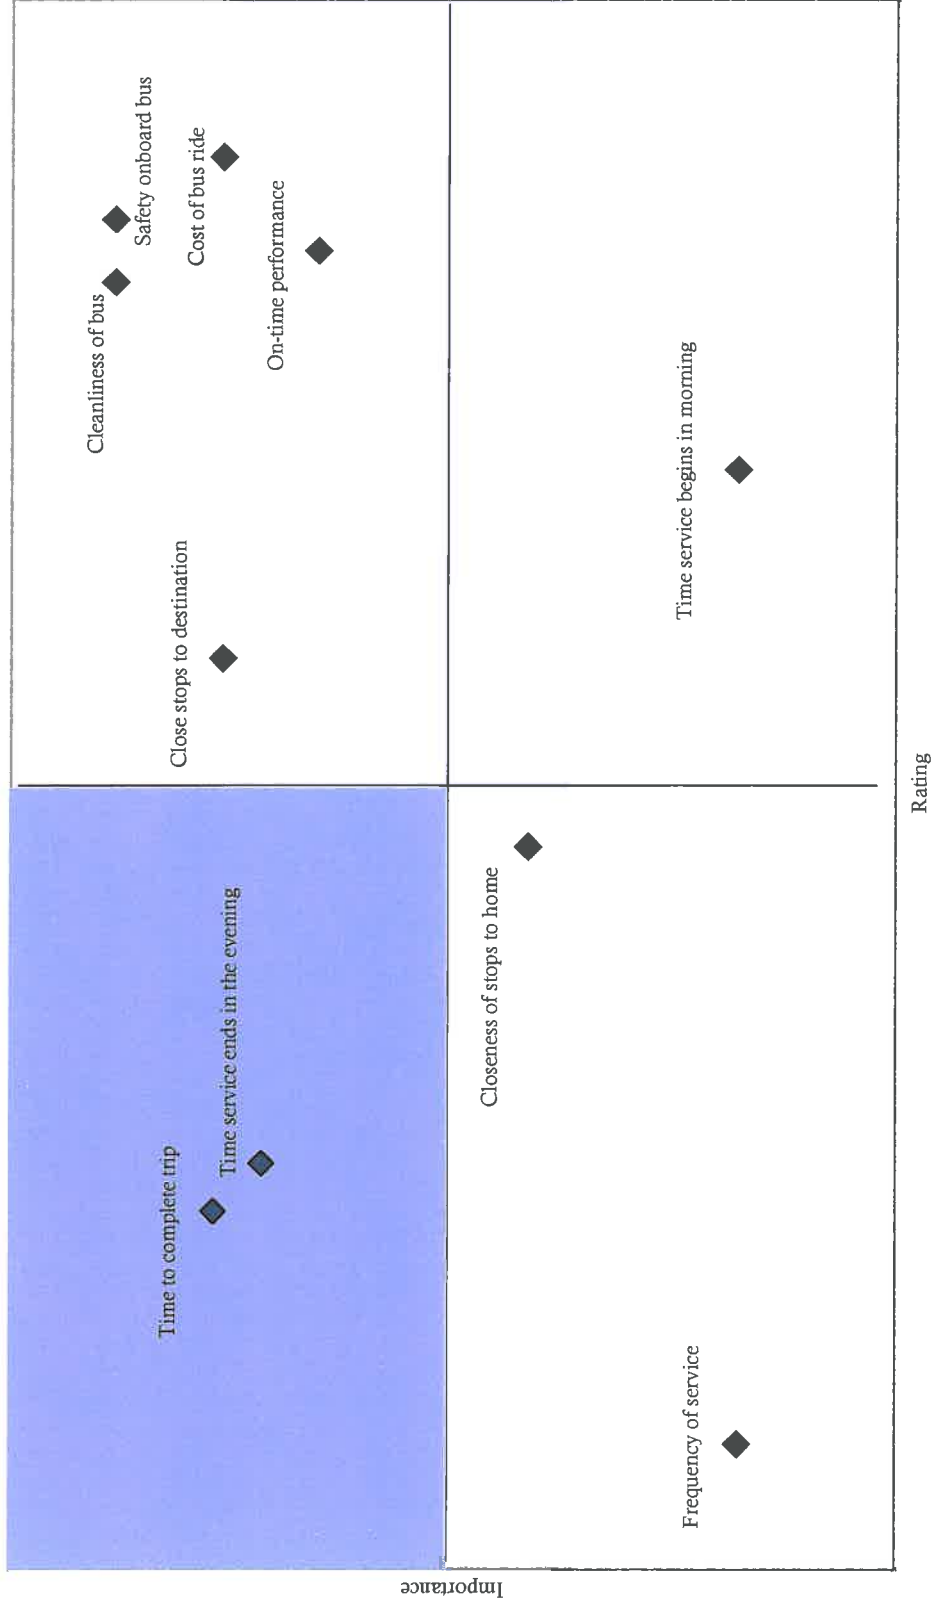 Cleanliness of bus
Safety onboard bus
Cost of bus ride
On-time performance
Close stops to destination
Time to complete trip
Time service ends in the evening
Closeness of stops to home
Time service begins in morning
Frequency of service
Importance
Rating